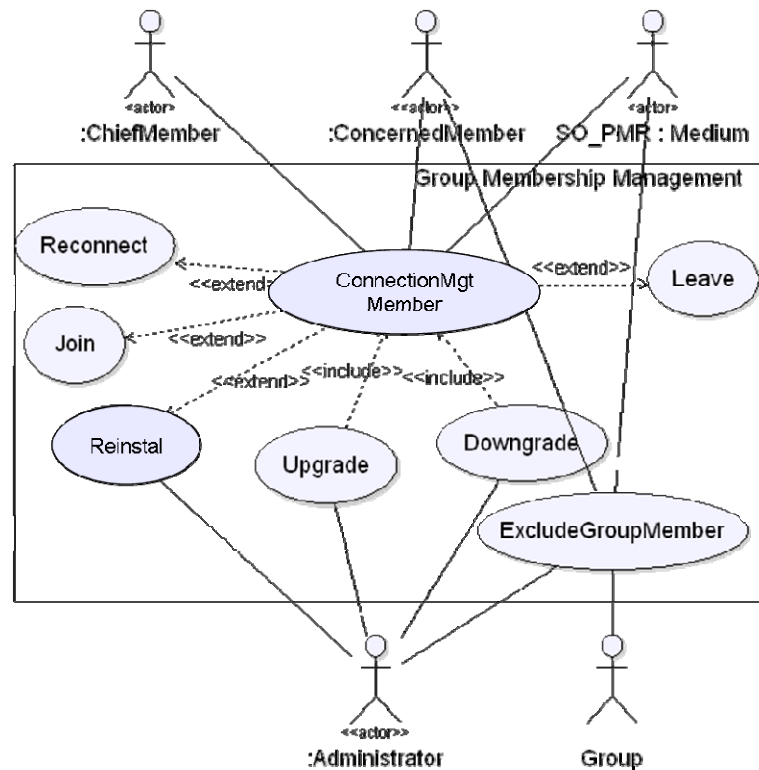 <<actor>> <<actor>> <<actor>>
:ChiefMember :ConcernedMember SO_PMR : Medium
Group Membership Management
Reconnect
<<extend>>
Leave
ConnectionMgt
Member
<<extend
Join
<<extend>>
<<extend>>
<<include>>
<<include>>
Reinstal
Upgrade
Downgrade
ExcludeGroupMember
<<actor>>
:Administrator
Group